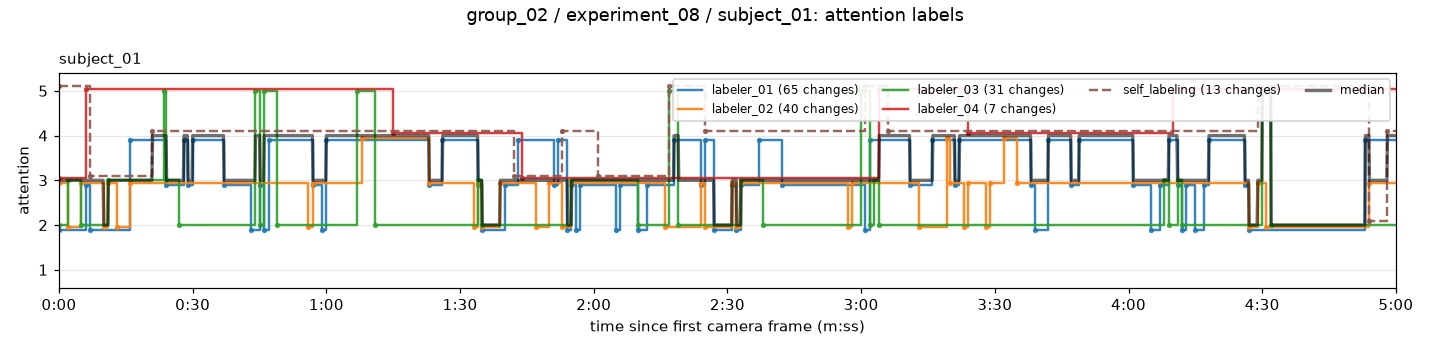 group_02 / experiment_08 / subject_01: attention labels
subject_01
labeler_01 (65 changes)
labeler_02 (40 changes)
labeler_03 (31 changes)
labeler_04 (7 changes)
self_labeling (13 changes)
median
attention
5
4
3
2
1
0:00 0:30 1:00 1:30 2:00 2:30 3:00 3:30 4:00 4:30 5:00
time since first camera frame (m:ss)